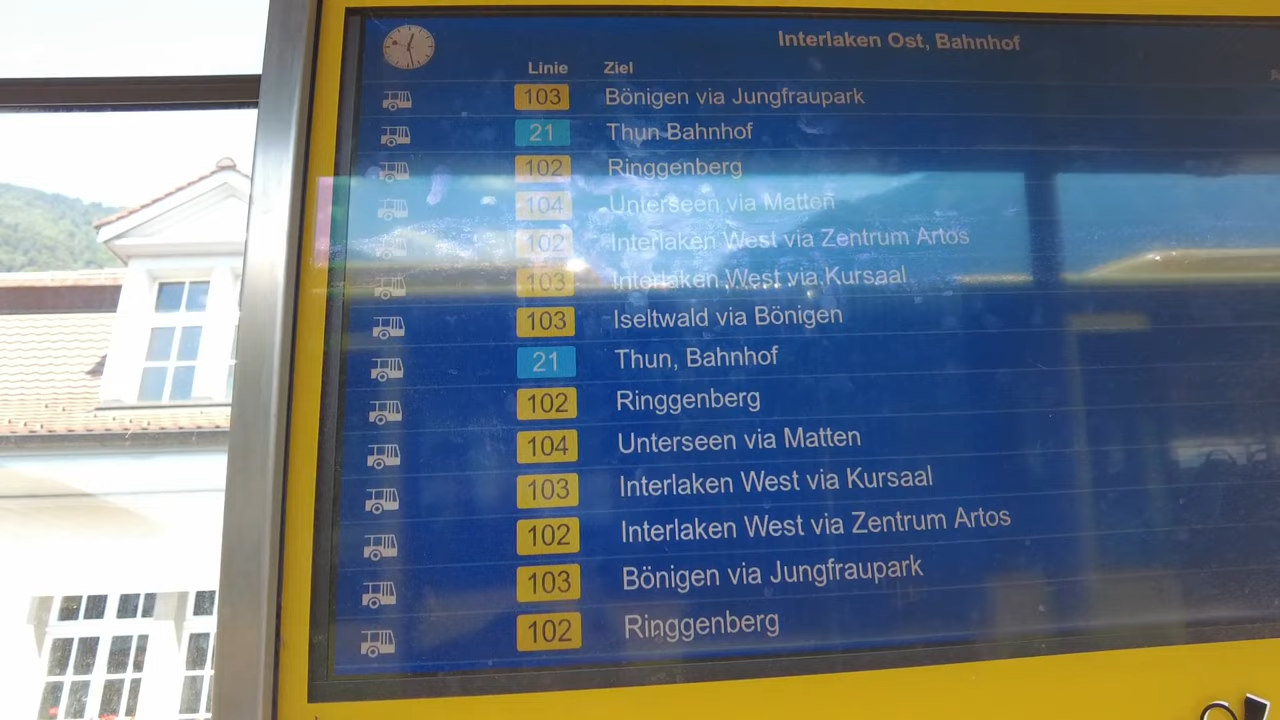 Interlaken Ost, Bahnhof
Linie Ziel
103 Bönigen via Jungfraupark
21 Thun Bahnhof
102 Ringgenberg
104 Unterseen via Matten
102 Interlaken West via Zentrum Artos
103 Interlaken West via Kursaal
103 Iseltwald via Bönigen
21 Thun, Bahnhof
102 Ringgenberg
104 Unterseen via Matten
103 Interlaken West via Kursaal
102 Interlaken West via Zentrum Artos
103 Bönigen via Jungfraupark
102 Ringgenberg